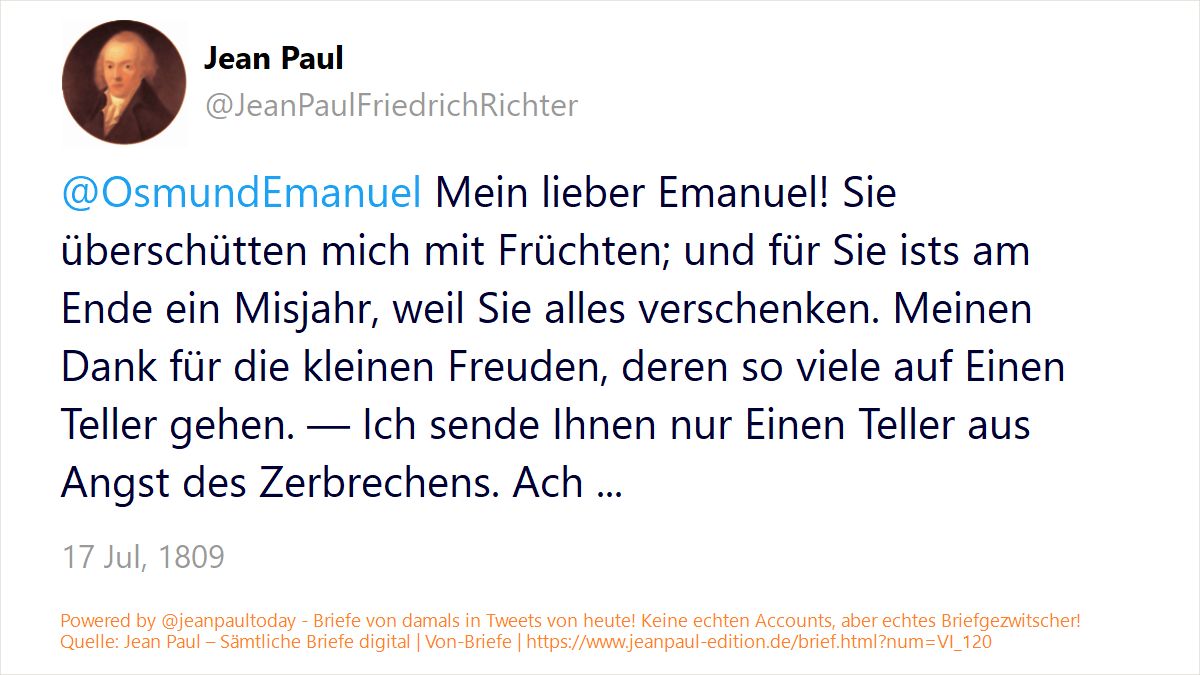 Jean Paul
@JeanPaulFriedrichRichter
@OsmundEmanuel Mein lieber Emanuel! Sie
überschütten mich mit Früchten; und für Sie ists am
Ende ein Misjahr, weil Sie alles verschenken. Meinen
Dank für die kleinen Freuden, deren so viele auf Einen
Teller gehen. — Ich sende Ihnen nur Einen Teller aus
Angst des Zerbrechens. Ach ...
17 Jul, 1809
Powered by @jeanpaultoday - Briefe von damals in Tweets von heute! Keine echten Accounts, aber echtes Briefgezwitscher!
Quelle: Jean Paul – Sämtliche Briefe digital | Von-Briefe | https://www.jeanpaul-edition.de/brief.html?num=VI_120